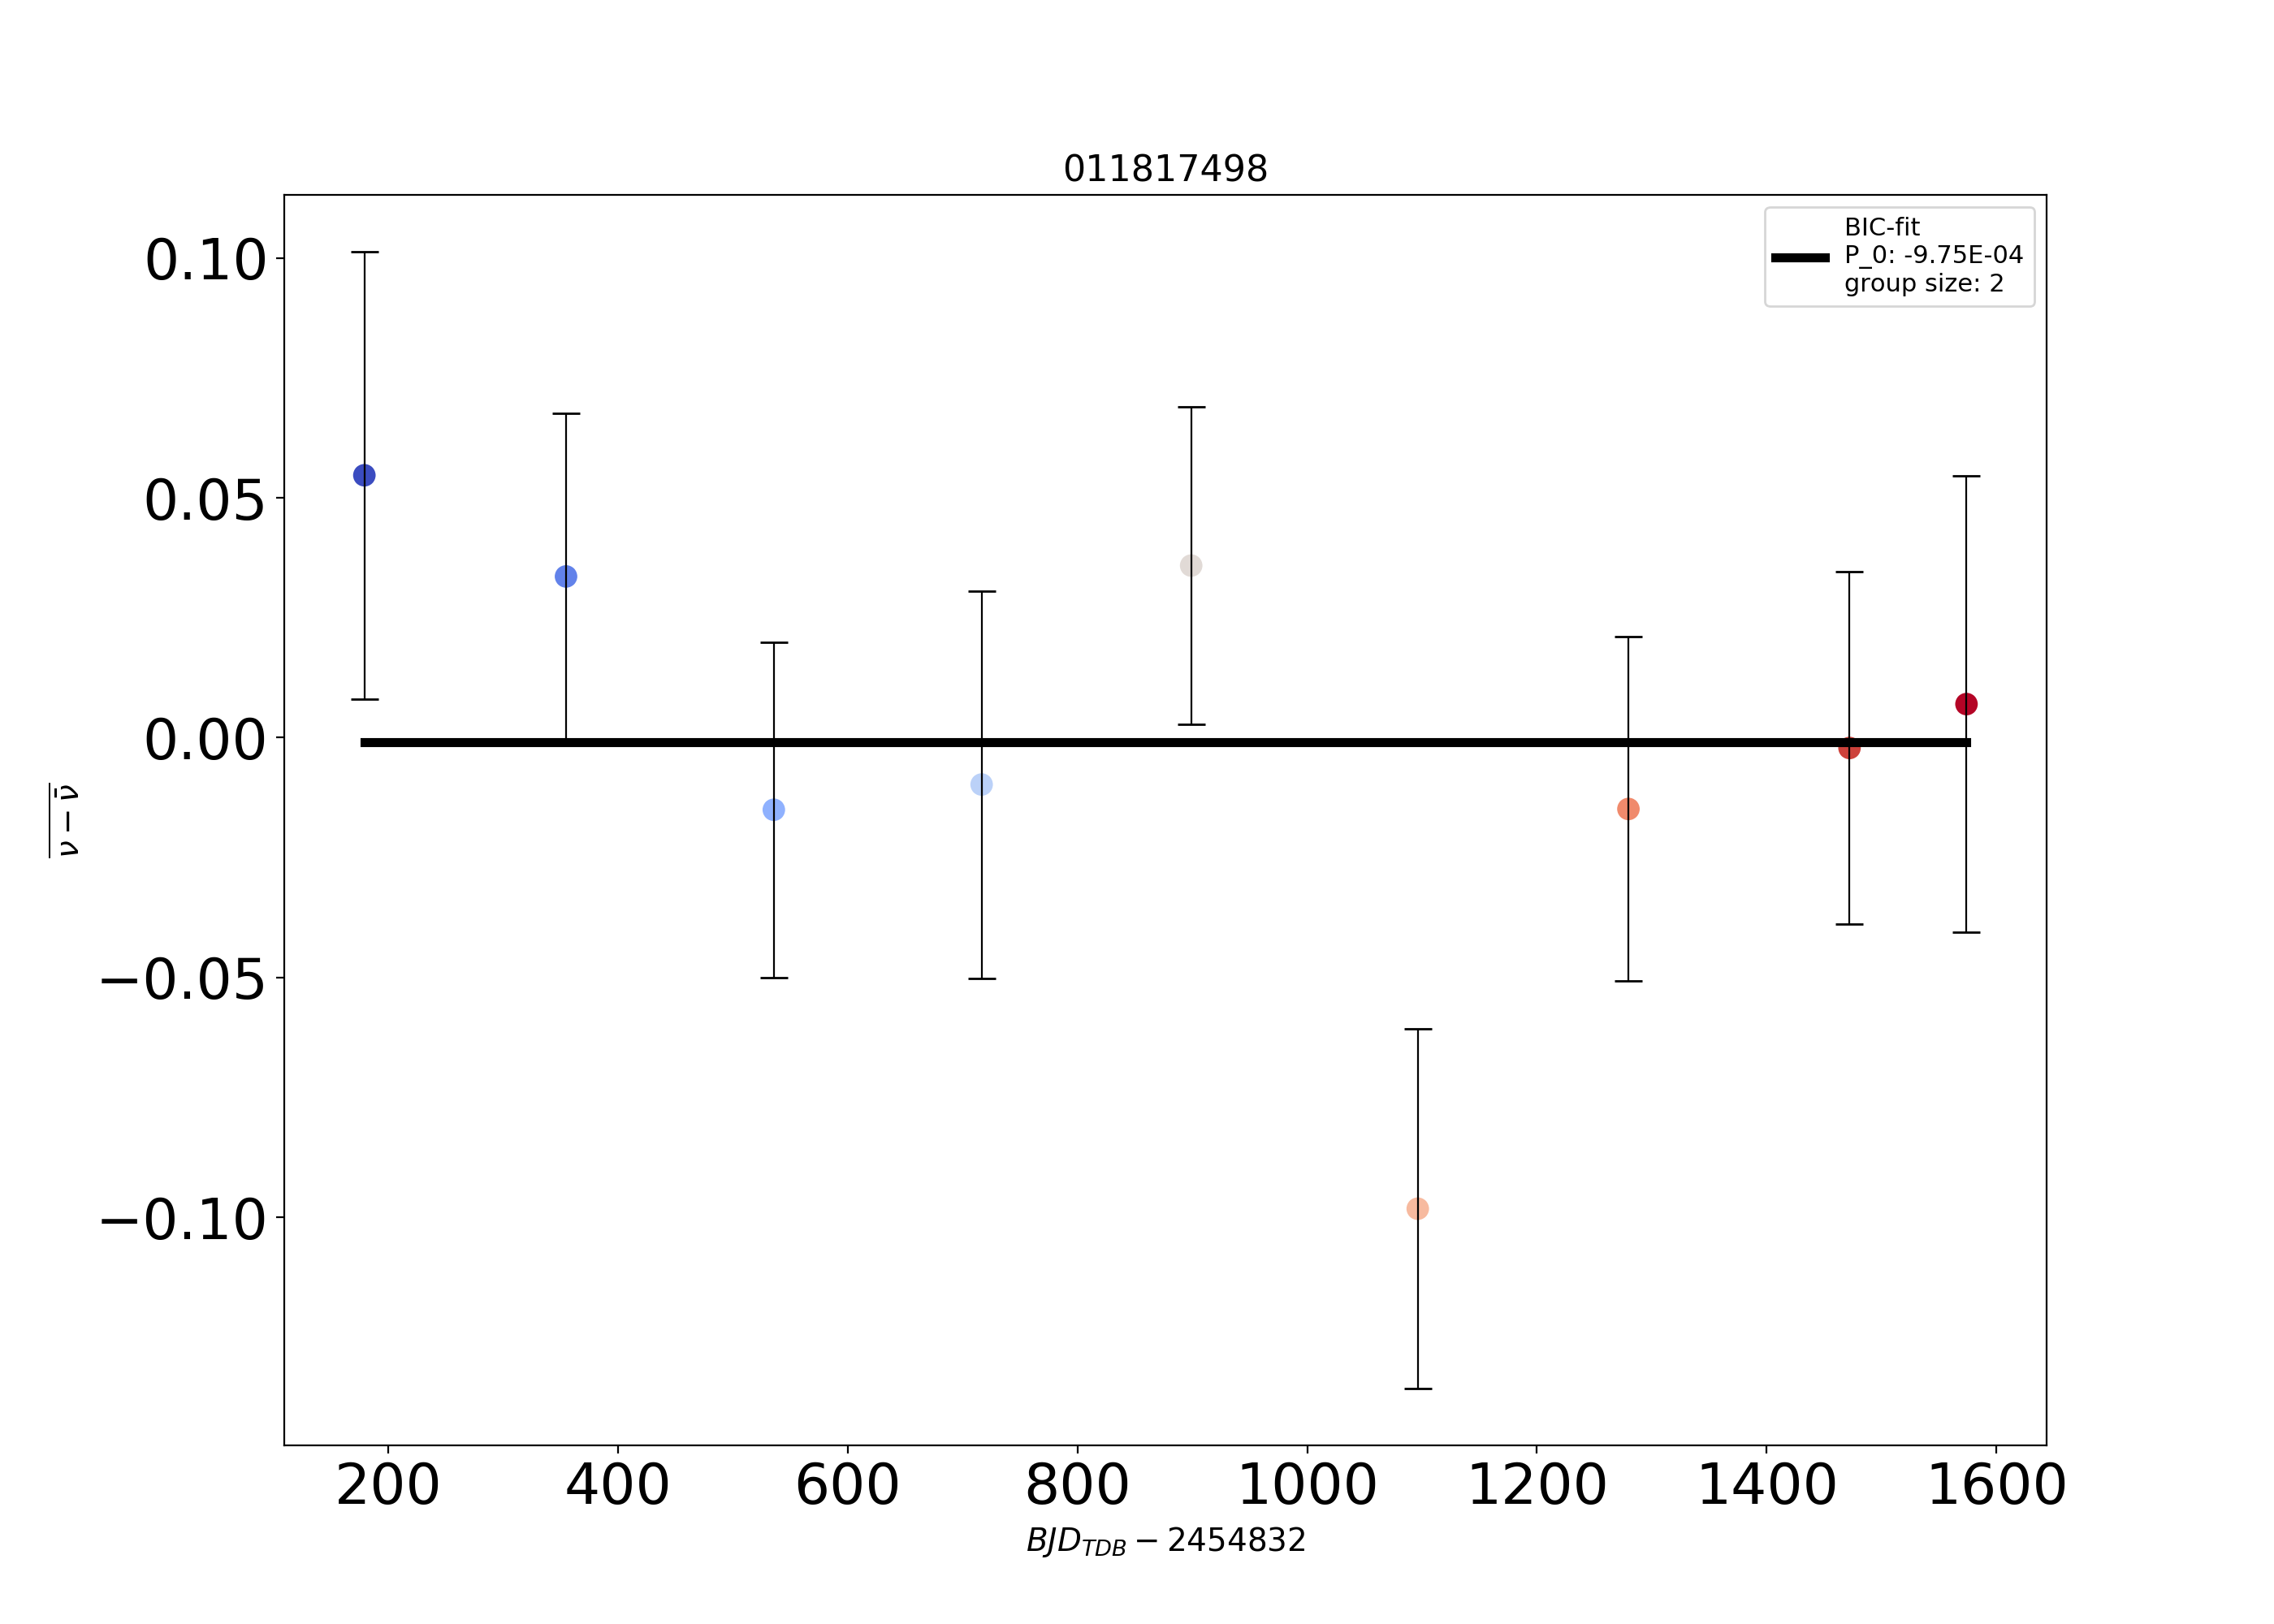 011817498
BIC-fit
P_0: -9.75E-04
group size: 2
0.10
0.05
0.00
−0.05
−0.10
ν − ν̄
200 400 600 800 1000 1200 1400 1600
BJD_TDB − 2454832